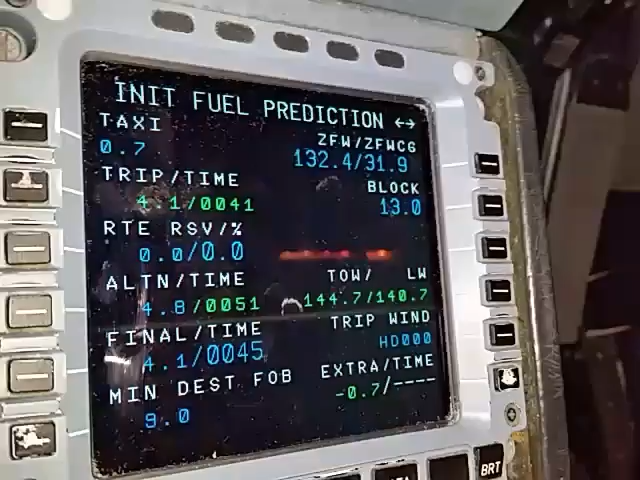 INIT FUEL PREDICTION ↔
TAXI
ZFW/ZFWCG
0.7
132.4/31.9
TRIP/TIME
BLOCK
4.1/0041
13.0
RTE RSV/%
0.0/0.0
ALTN/TIME
TOW/ LW
4.8/0051
144.7/140.7
FINAL/TIME
TRIP WIND
4.1/0045
HD000
MIN DEST FOB
EXTRA/TIME
9.0
-0.7/----
BRT